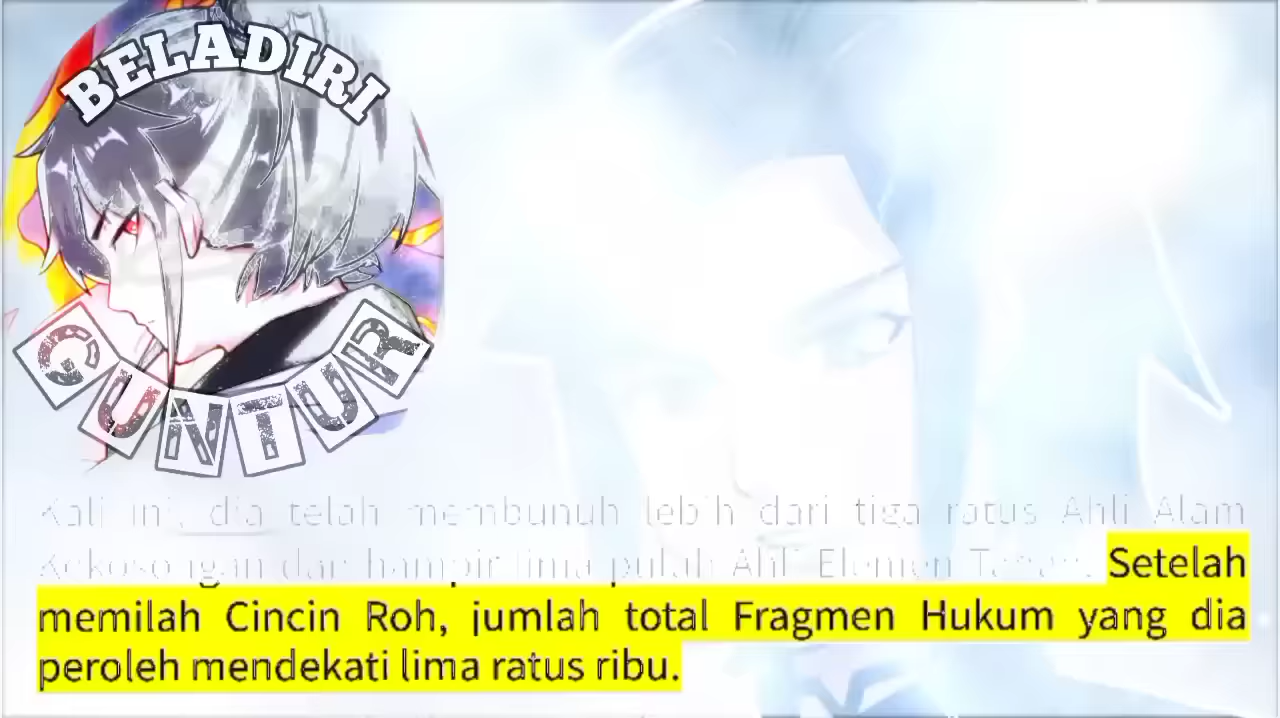 BELADIRI
GUNTUR
Kali ini, dia telah membunuh lebih dari tiga ratus Ahli Alam
Kekosongan dan hampir lima puluh Ahli Elemen Setelah
memilah Cincin Roh, jumlah total Fragmen Hukum yang dia
peroleh mendekati lima ratus ribu.